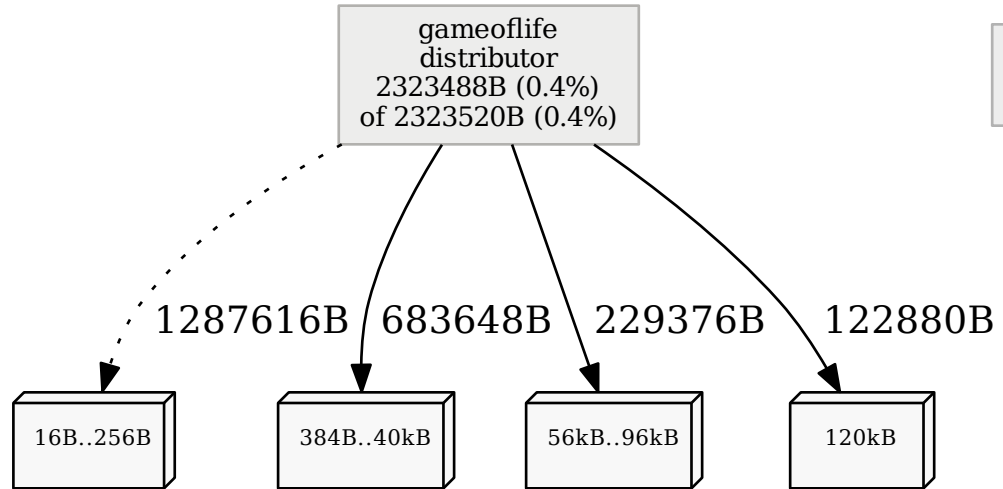 gameoflife
distributor
2323488B (0.4%)
of 2323520B (0.4%)
1287616B
683648B
229376B
122880B
16B..256B
384B..40kB
56kB..96kB
120kB